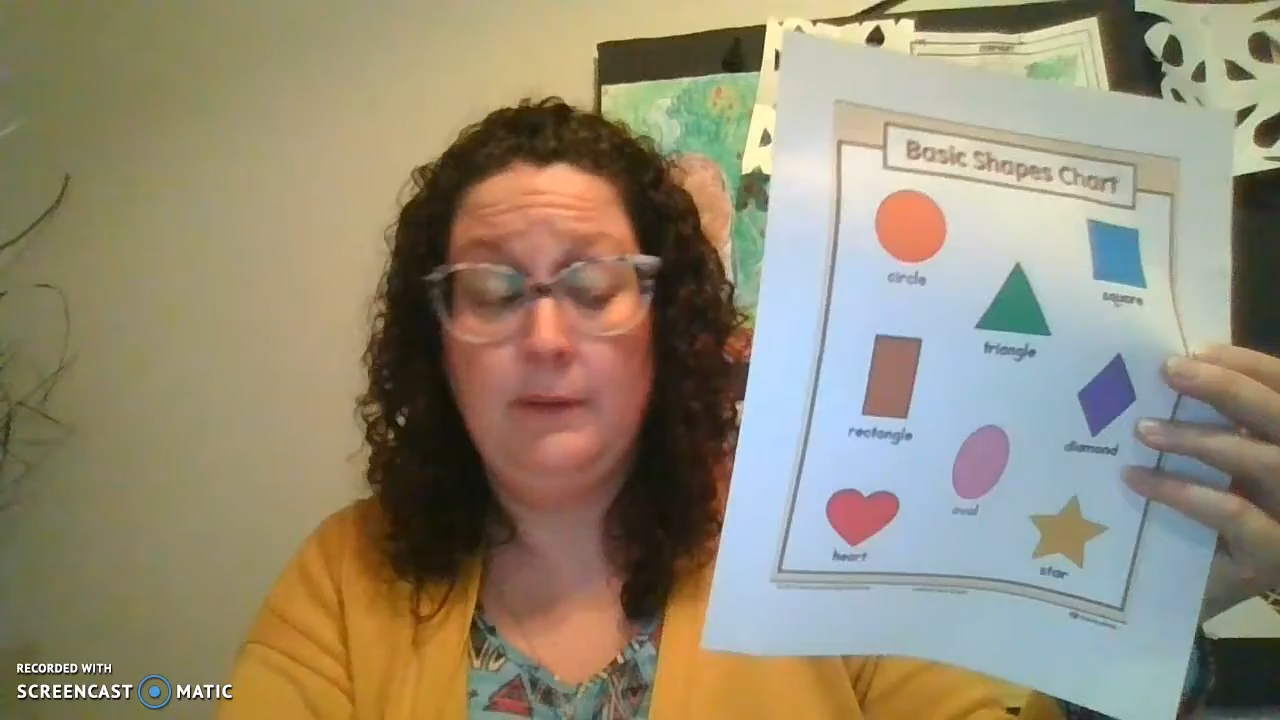 Basic Shapes Chart
circle
square
triangle
rectangle
diamond
oval
heart
star
RECORDED WITH
SCREENCAST MATIC